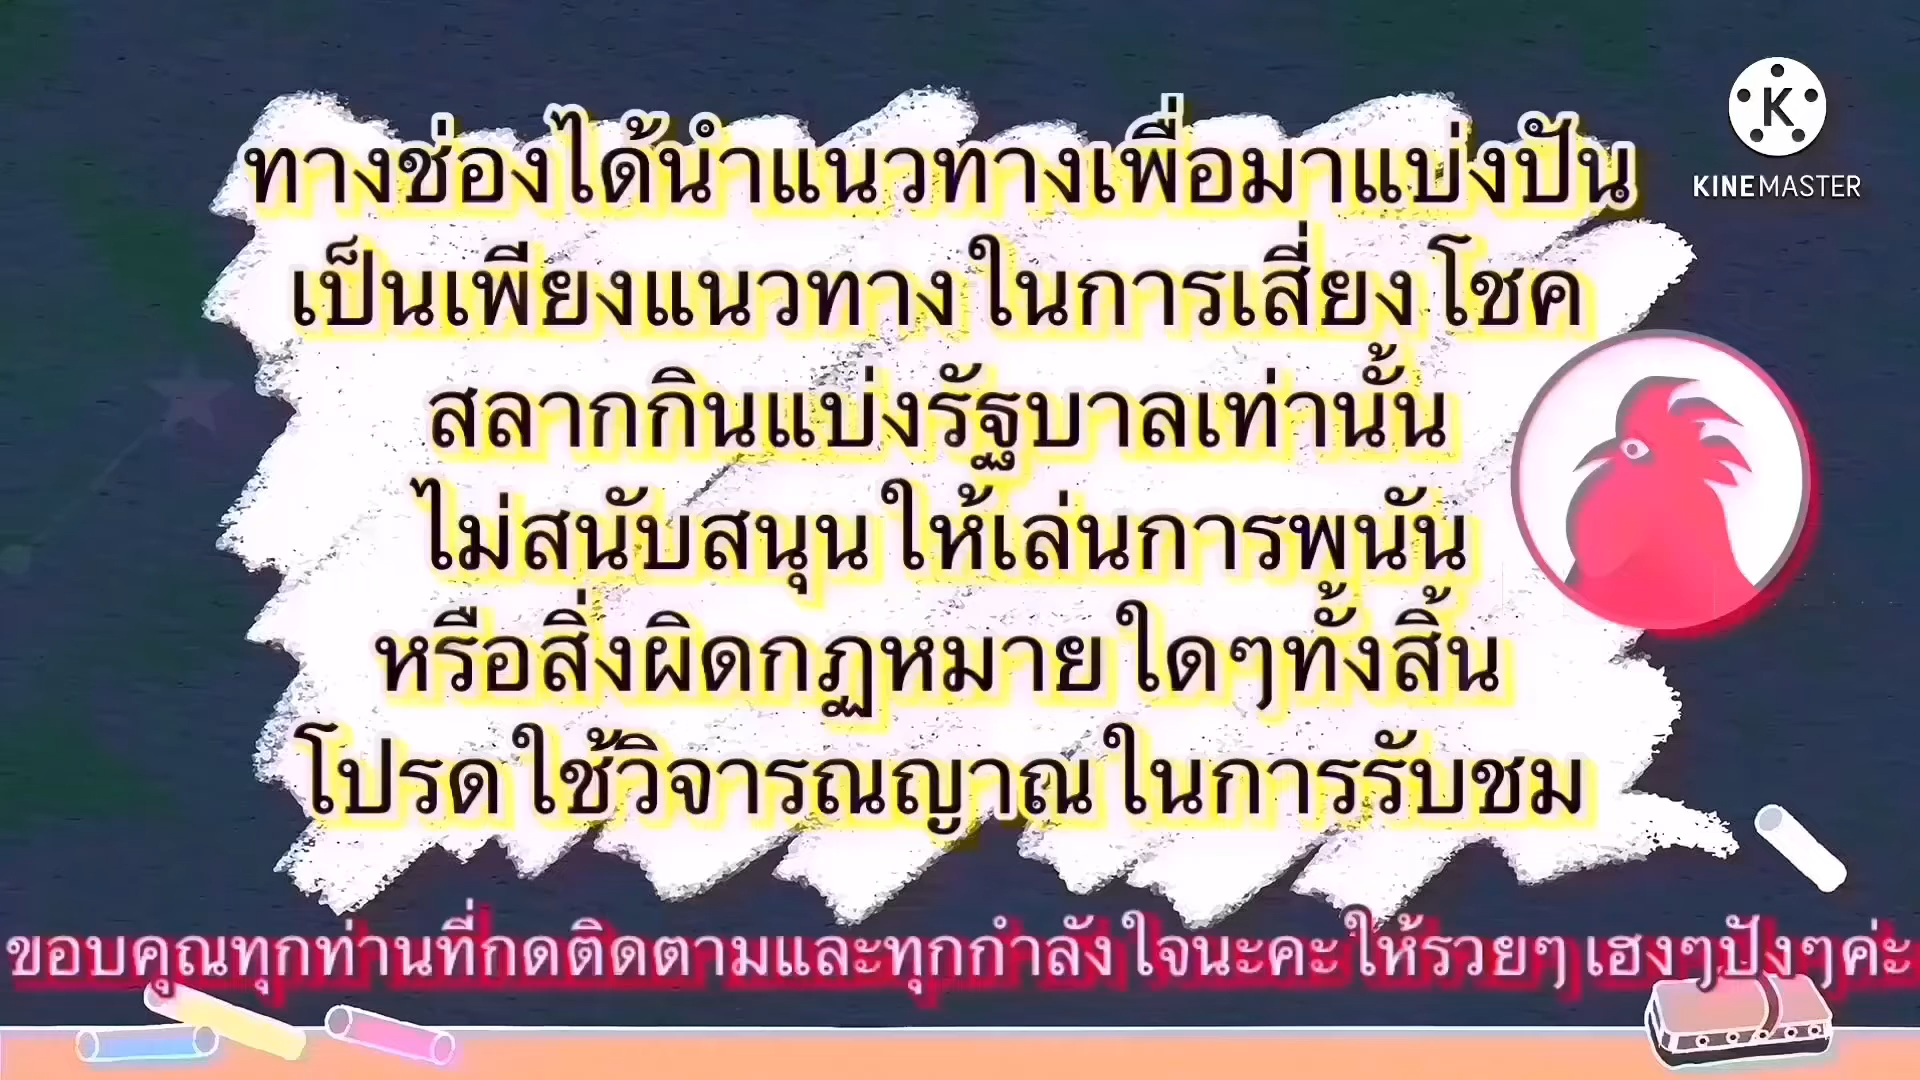 ทางช่องได้นำแนวทางเพื่อมาแบ่งปัน
เป็นเพียงแนวทางในการเสี่ยงโชค
สลากกินแบ่งรัฐบาลเท่านั้น
ไม่สนับสนุนให้เล่นการพนัน
หรือสิ่งผิดกฏหมายใดๆทั้งสิ้น
โปรดใช้วิจารณญาณในการรับชม
ขอบคุณทุกท่านที่กดติดตามและทุกกำลังใจนะคะให้รวยๆเฮงๆปังๆค่ะ
K
KINEMASTER